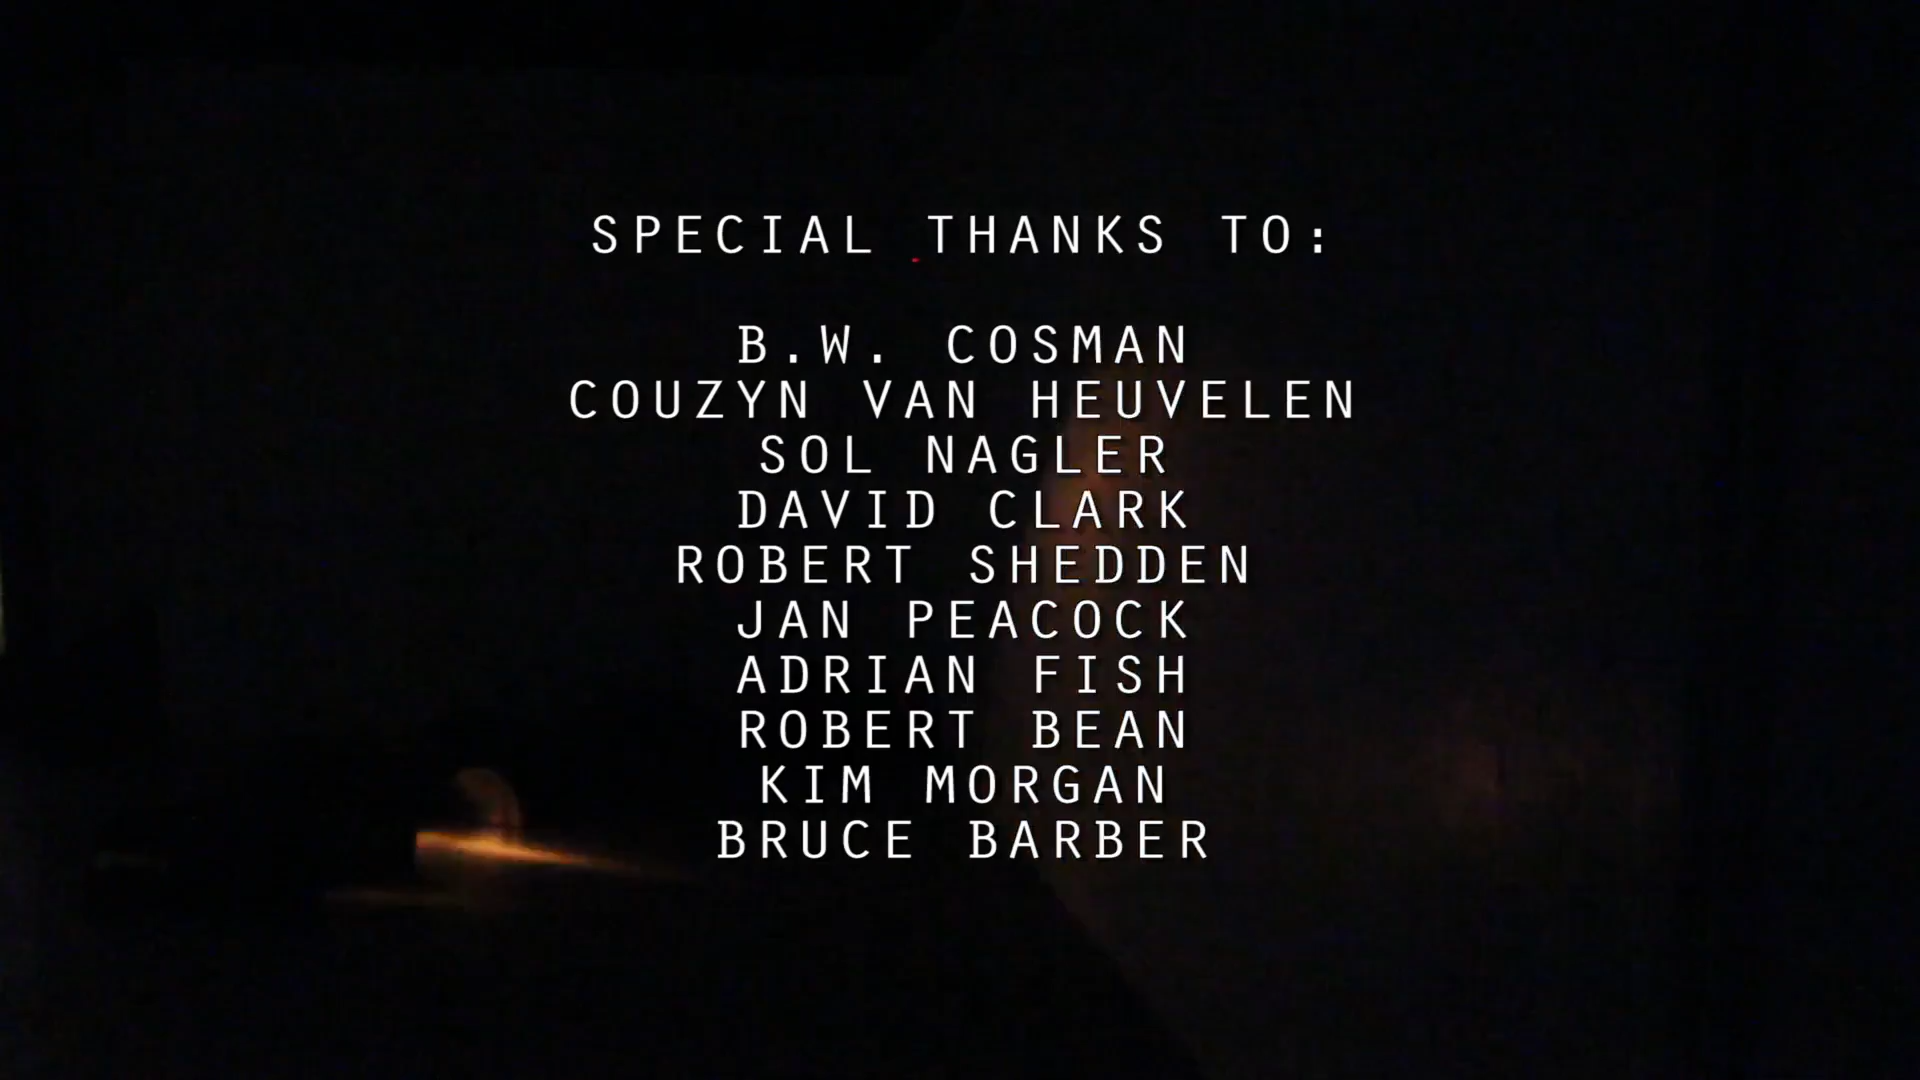 SPECIAL THANKS TO:
B.W. COSMAN
COUZYN VAN HEUVELEN
SOL NAGLER
DAVID CLARK
ROBERT SHEDDEN
JAN PEACOCK
ADRIAN FISH
ROBERT BEAN
KIM MORGAN
BRUCE BARBER